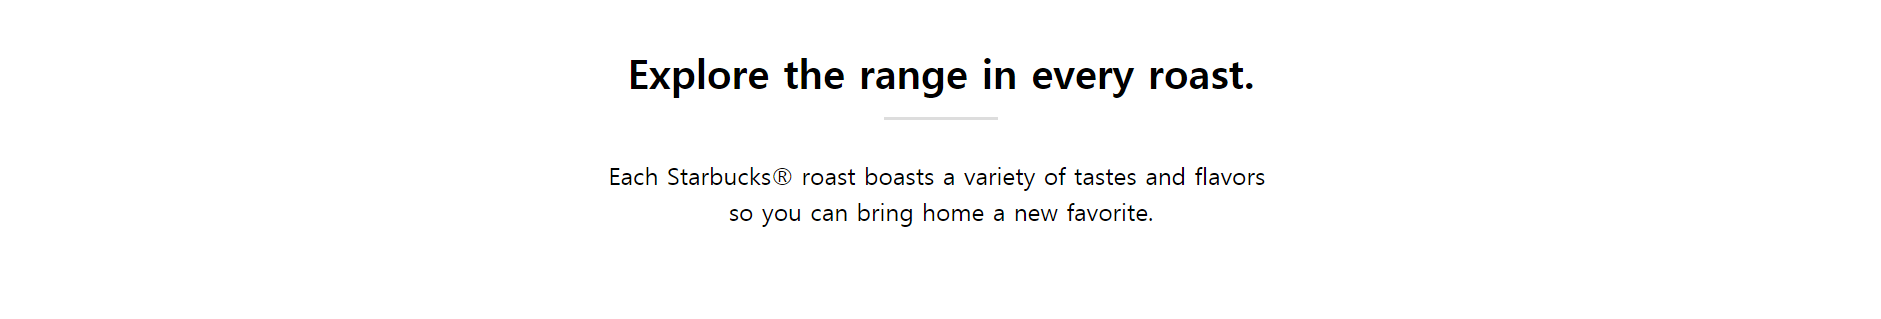 Explore the range in every roast.
Each Starbucks® roast boasts a variety of tastes and flavors
so you can bring home a new favorite.